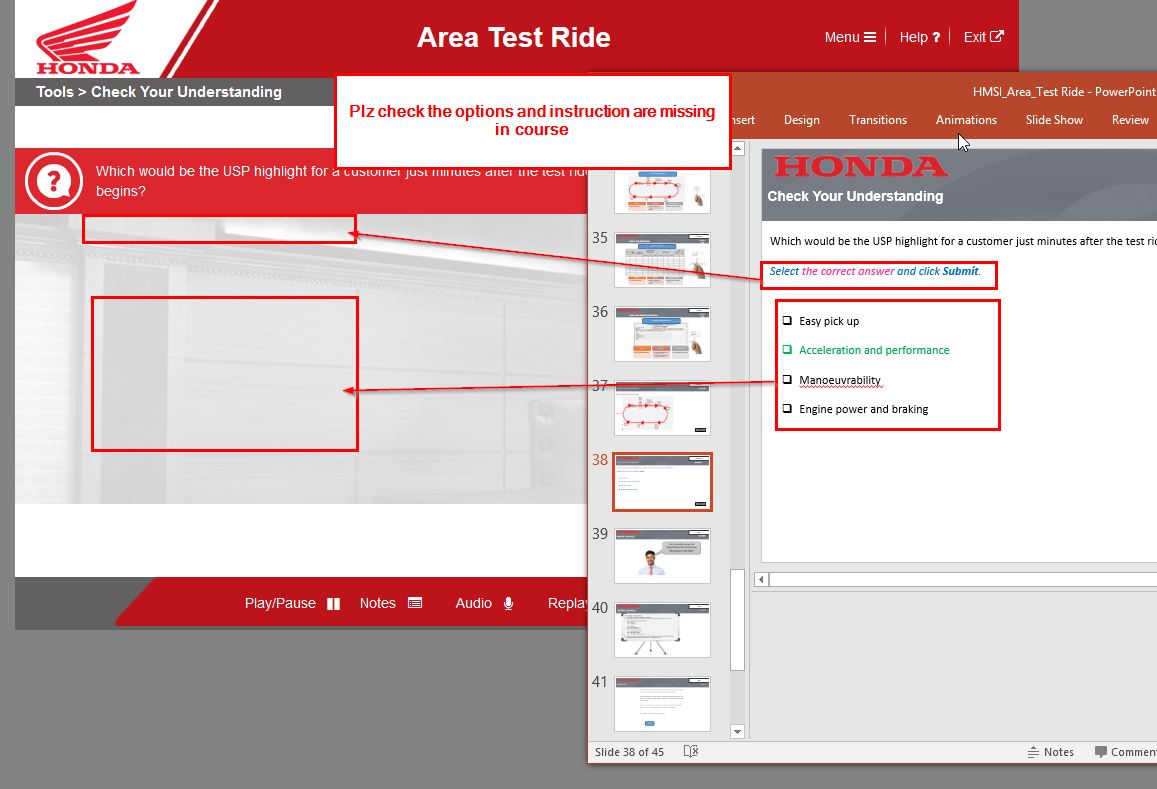 HONDA
Area Test Ride
Menu
Help ?
Exit
Tools > Check Your Understanding
Plz check the options and instruction are missing
in course
?
Which would be the USP highlight for a customer just minutes after the test
begins?
Play/Pause
Notes
Audio
HMSI_Area_Test Ride - PowerPoint
Design
Transitions
Animations
Slide Show
Review
35
36
37
38
39
40
41
HONDA
Check Your Understanding
Which would be the USP highlight for a customer just minutes after the test
Select the correct answer and click Submit.
Easy pick up
Acceleration and performance
Manoeuvrability
Engine power and braking
Slide 38 of 45
Notes